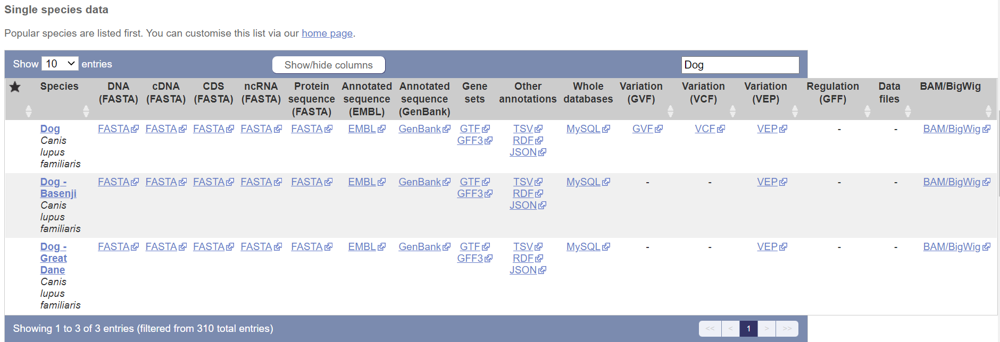 Single species data
Popular species are listed first. You can customise this list via our home page.
Show 10 entries Show/hide columns Dog
★ Species DNA (FASTA) cDNA (FASTA) CDS (FASTA) ncRNA (FASTA) Protein sequence (FASTA) Annotated sequence (EMBL) Annotated sequence (GenBank) Gene sets Other annotations Whole databases Variation (GVF) Variation (VCF) Variation (VEP) Regulation (GFF) Data files BAM/BigWig
Dog FASTA FASTA FASTA FASTA FASTA EMBL GenBank GTF TSV MySQL GVF VCF VEP - - BAM/BigWig
Canis GFF3 RDF
lupus JSON
familiaris
Dog - FASTA FASTA FASTA FASTA FASTA EMBL GenBank GTF TSV MySQL - - VEP - - BAM/BigWig
Basenji GFF3 RDF
Canis JSON
lupus
familiaris
Dog - FASTA FASTA FASTA FASTA FASTA EMBL GenBank GTF TSV MySQL - - VEP - - BAM/BigWig
Great GFF3 RDF
Dane JSON
Canis
lupus
familiaris
Showing 1 to 3 of 3 entries (filtered from 310 total entries) << < 1 > >>